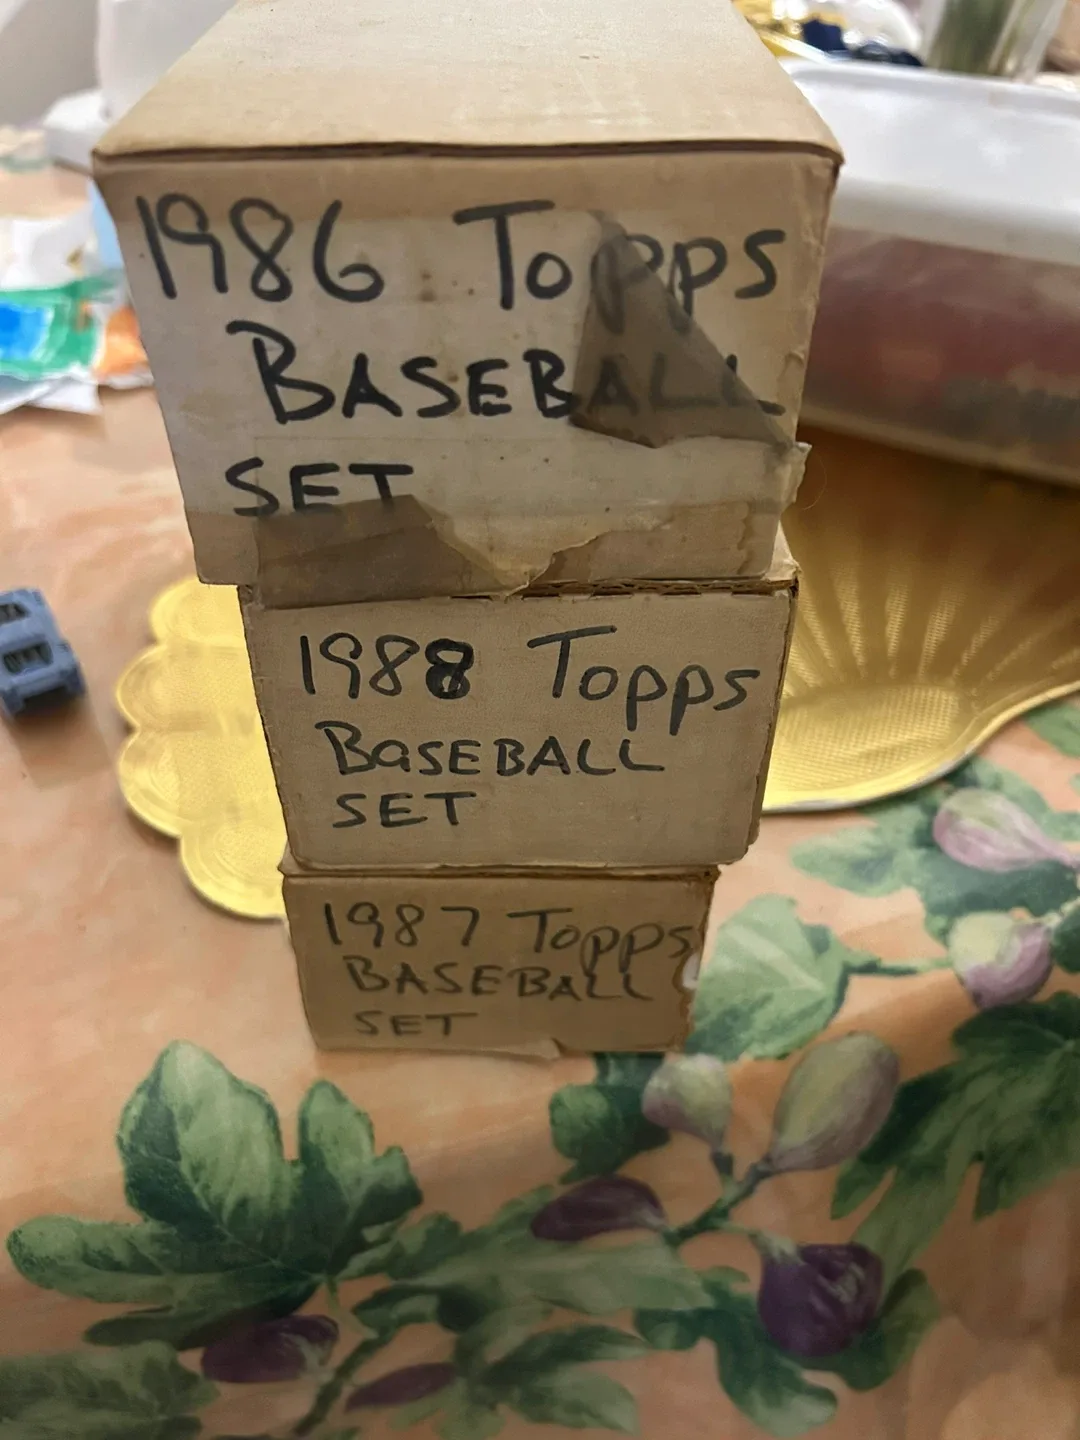 1986 Topps
BASEBALL
SET
1988 Topps
BaSEBALL
SET
1987 Topps
BASEBALL
SET